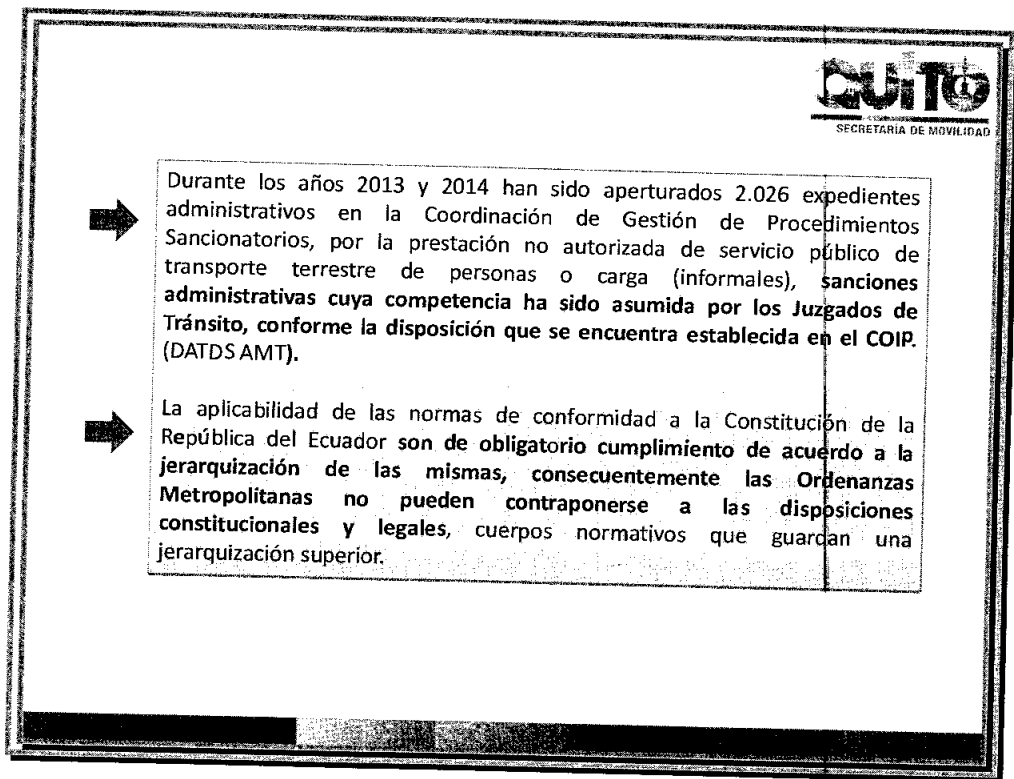 QUITO
SECRETARÍA DE MOVILIDAD
Durante los años 2013 y 2014 han sido aperturados 2.026 expedientes
administrativos en la Coordinación de Gestión de Procedimientos
Sancionatorios, por la prestación no autorizada de servicio público de
transporte terrestre de personas o carga (informales), sanciones
administrativas cuya competencia ha sido asumida por los Juzgados de
Tránsito, conforme la disposición que se encuentra establecida en el COIP.
(DATDS AMT).
La aplicabilidad de las normas de conformidad a la Constitución de la
República del Ecuador son de obligatorio cumplimiento de acuerdo a la
jerarquización de las mismas, consecuentemente las Ordenanzas
Metropolitanas no pueden contraponerse a las disposiciones
constitucionales y legales, cuerpos normativos que guardan una
jerarquización superior.